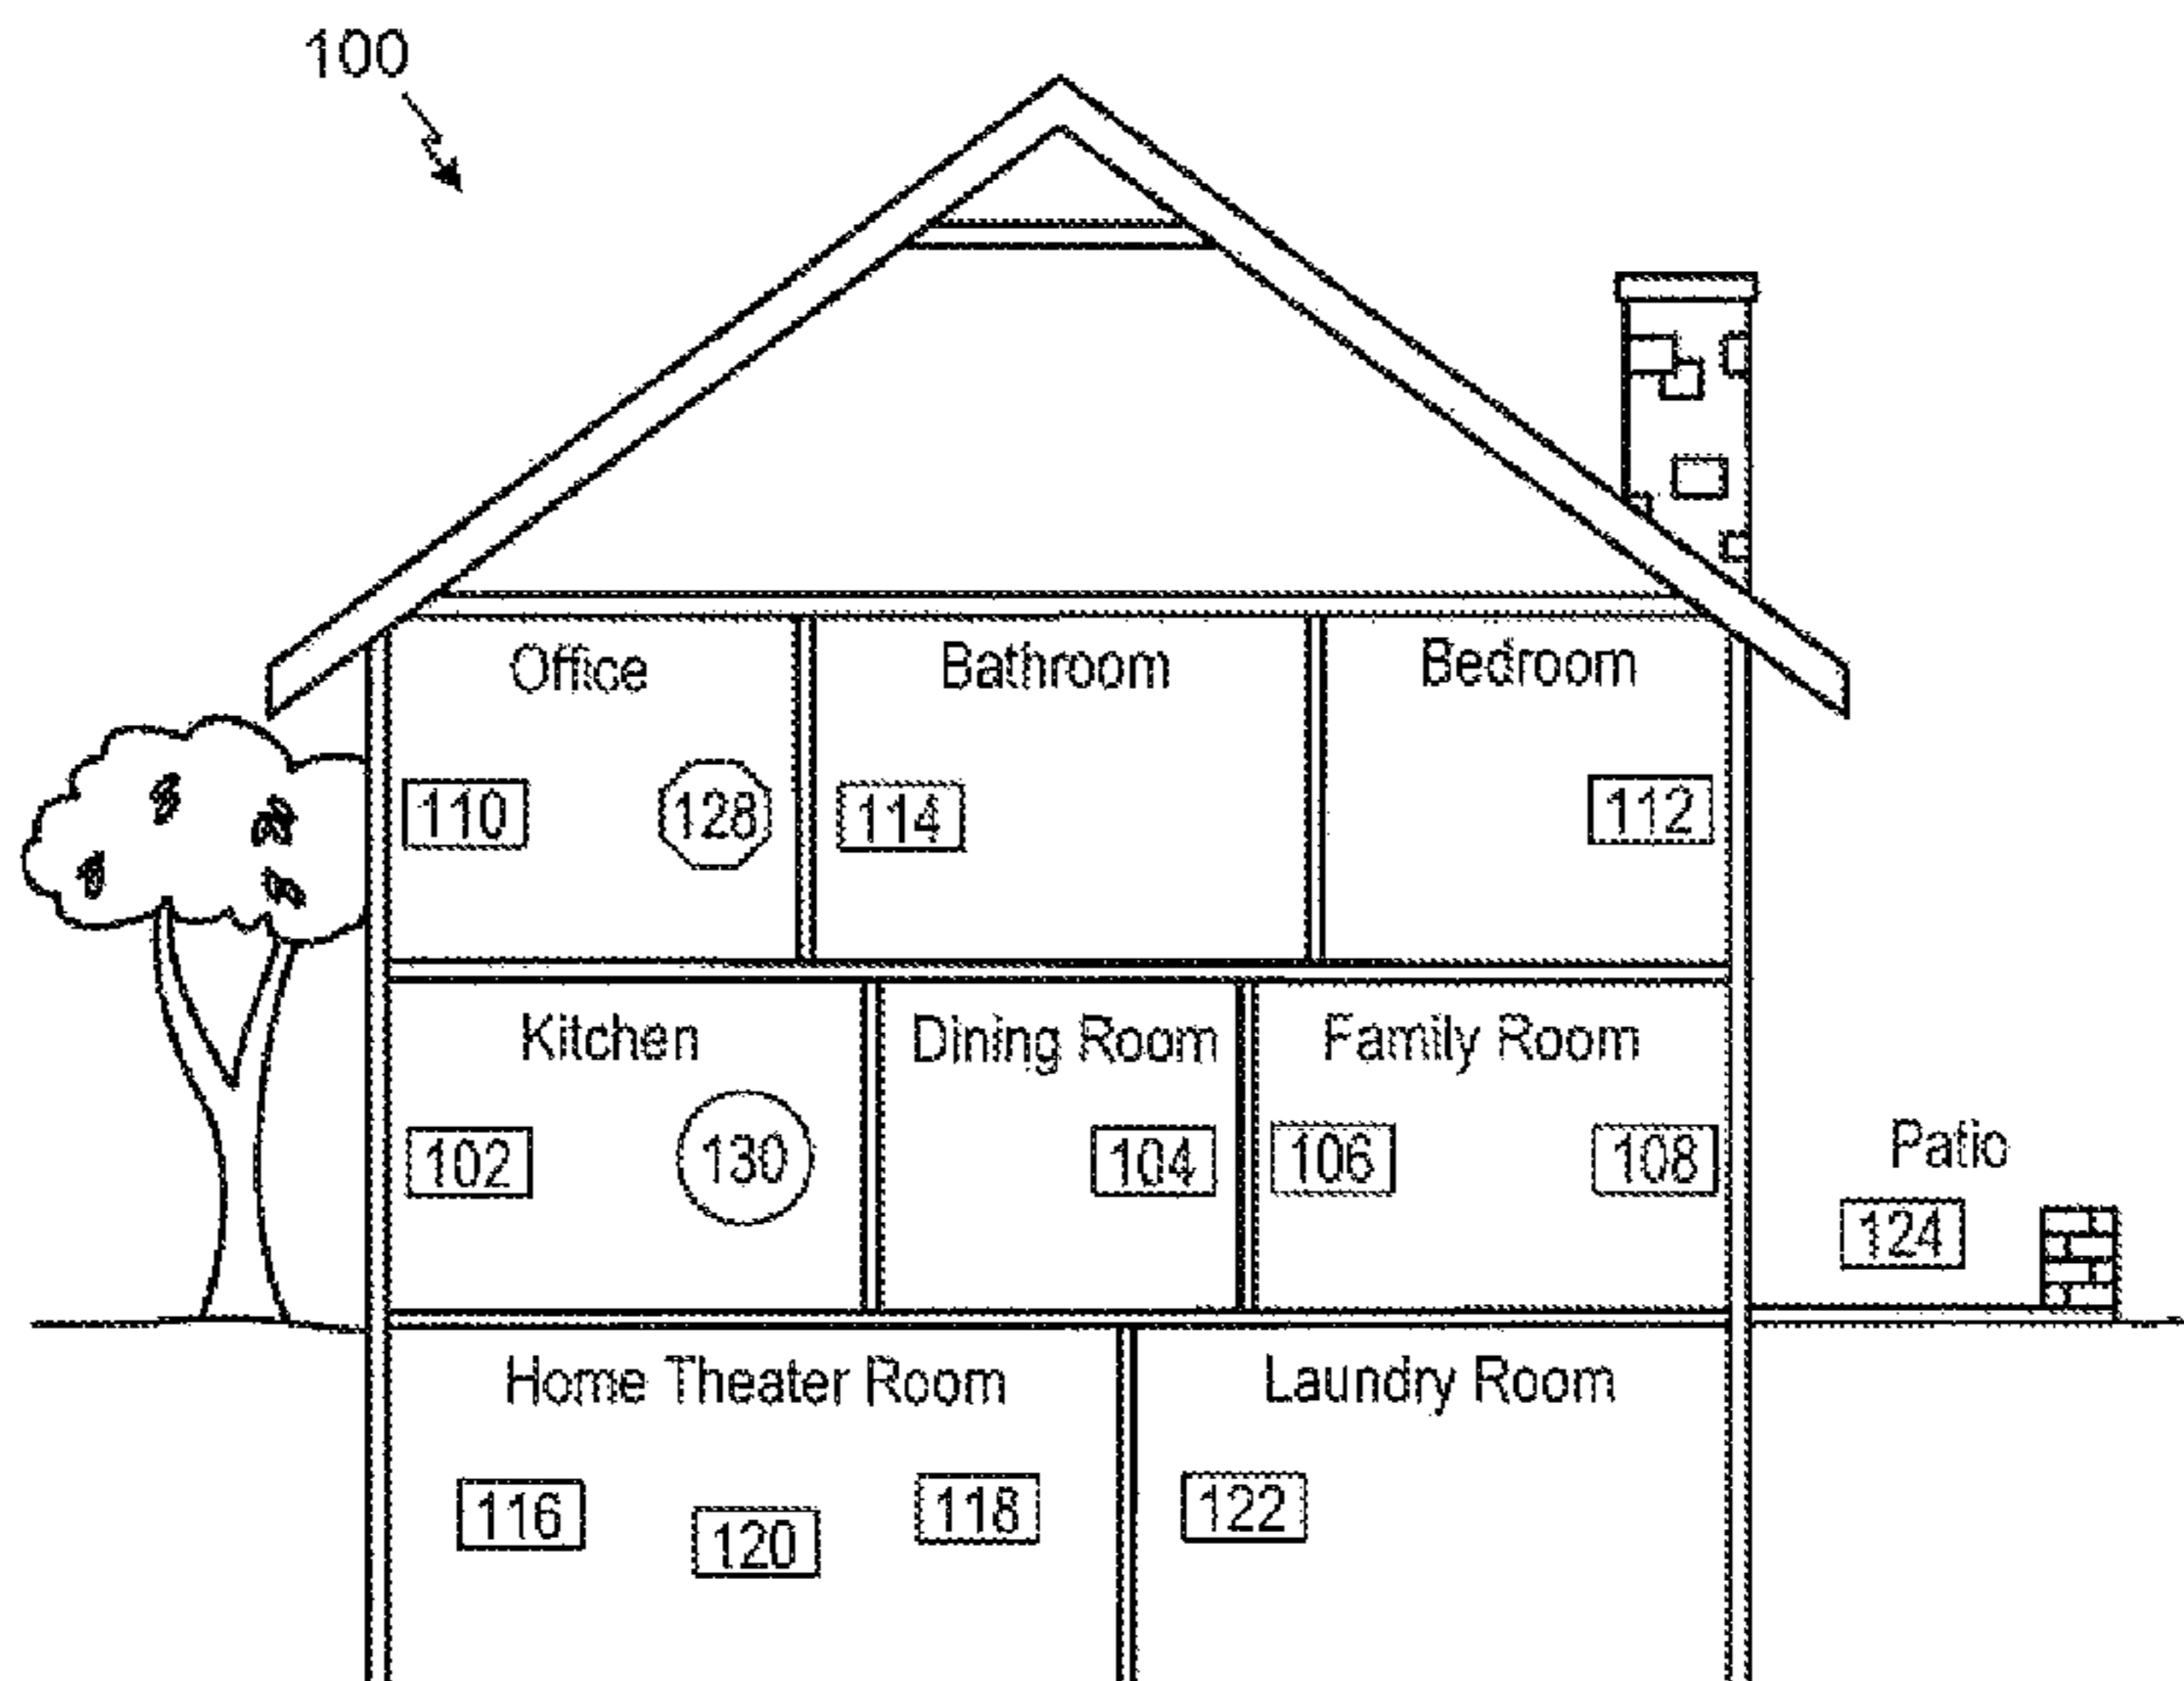 100
Office Bathroom Bedroom
110 128 114 112
Kitchen Dining Room Family Room
102 130 104 106 108
Patio
124
Home Theater Room Laundry Room
116 120 118 122